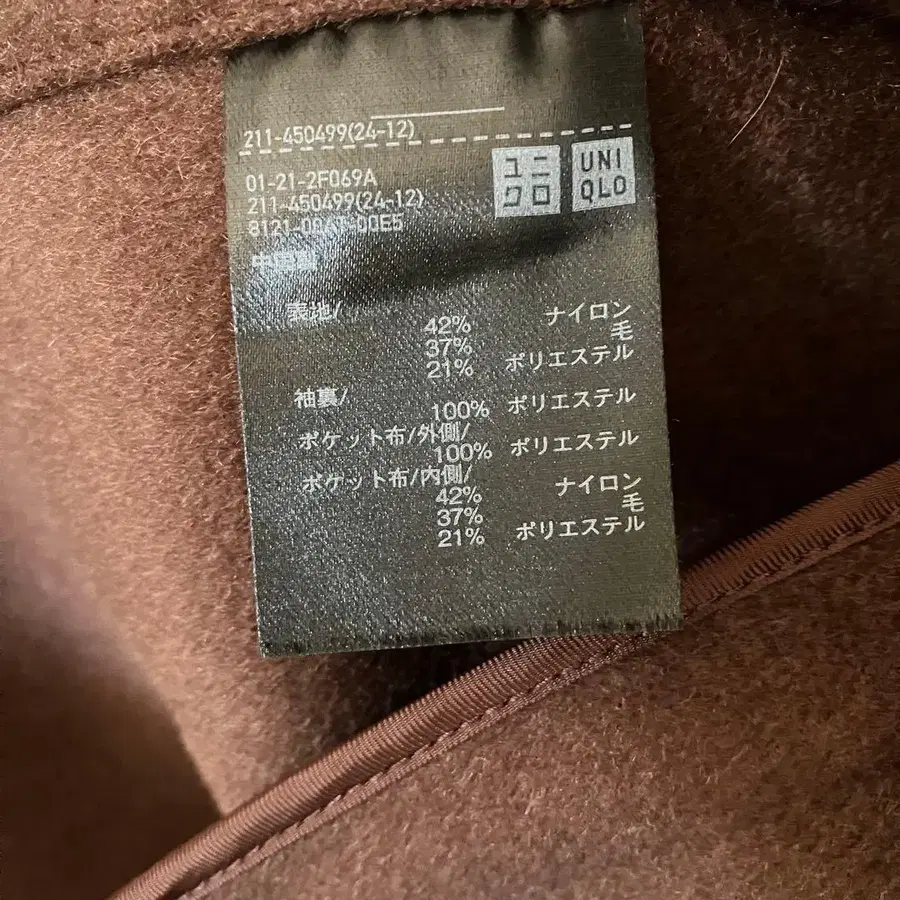 211-450499(24-12)
01-21-2F069A
211-450499(24-12)
ユニ
クロ
UNI
QLO
中国製
表地/
42% ナイロン
37% 毛
21% ポリエステル
袖裏/
100% ポリエステル
ポケット布/外側/
100% ポリエステル
ポケット布/内側/
42% ナイロン
37% 毛
21% ポリエステル